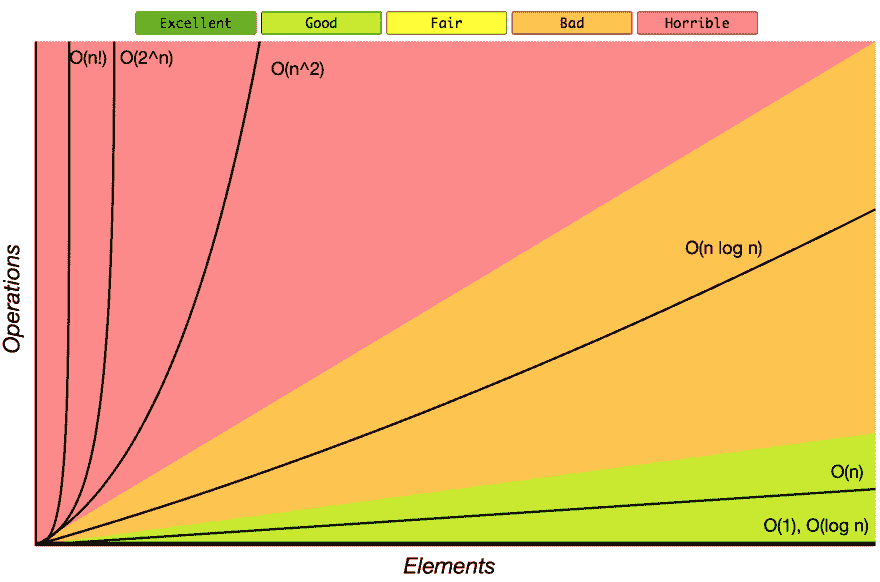 Excellent Good Fair Bad Horrible
O(n!) O(2^n)
O(n^2)
O(n log n)
O(n)
O(1), O(log n)
Operations
Elements